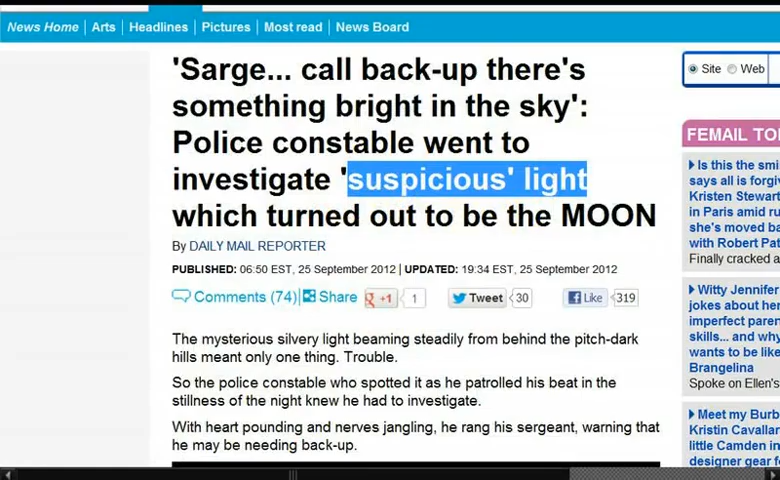 News Home Arts Headlines Pictures Most read News Board
'Sarge... call back-up there's
something bright in the sky':
Police constable went to
investigate 'suspicious' light
which turned out to be the MOON
By DAILY MAIL REPORTER
PUBLISHED: 06:50 EST, 25 September 2012 | UPDATED: 19:34 EST, 25 September 2012
Comments (74) Share +1 1 Tweet 30 Like 319
The mysterious silvery light beaming steadily from behind the pitch-dark
hills meant only one thing. Trouble.
So the police constable who spotted it as he patrolled his beat in the
stillness of the night knew he had to investigate.
With heart pounding and nerves jangling, he rang his sergeant, warning that
he may be needing back-up.
Site Web
FEMAIL TO
Is this the smi
says all is forgi
Kristen Stewart
in Paris amid ru
she's moved ba
with Robert Pat
Finally cracked a
Witty Jennifer
jokes about her
imperfect paren
skills... and why
wants to be like
Brangelina
Spoke on Ellen's
Meet my Burb
Kristin Cavallar
little Camden in
designer gear f